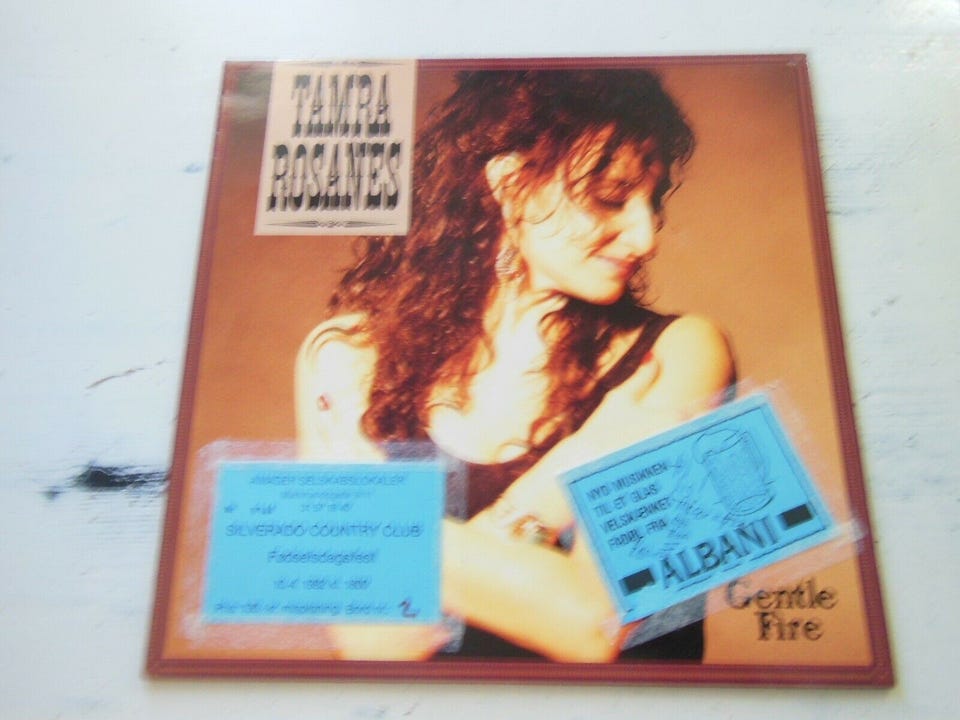 TAMRA
ROSANES
AMAGER SELSKABSLOKALER
SILVERADO COUNTRY CLUB
Fødselsdagsfest
NYD MUSIKKEN
TIL ET GLAS
VELSKÆNKET
FADØL FRA
ALBANI
Gentle
Fire